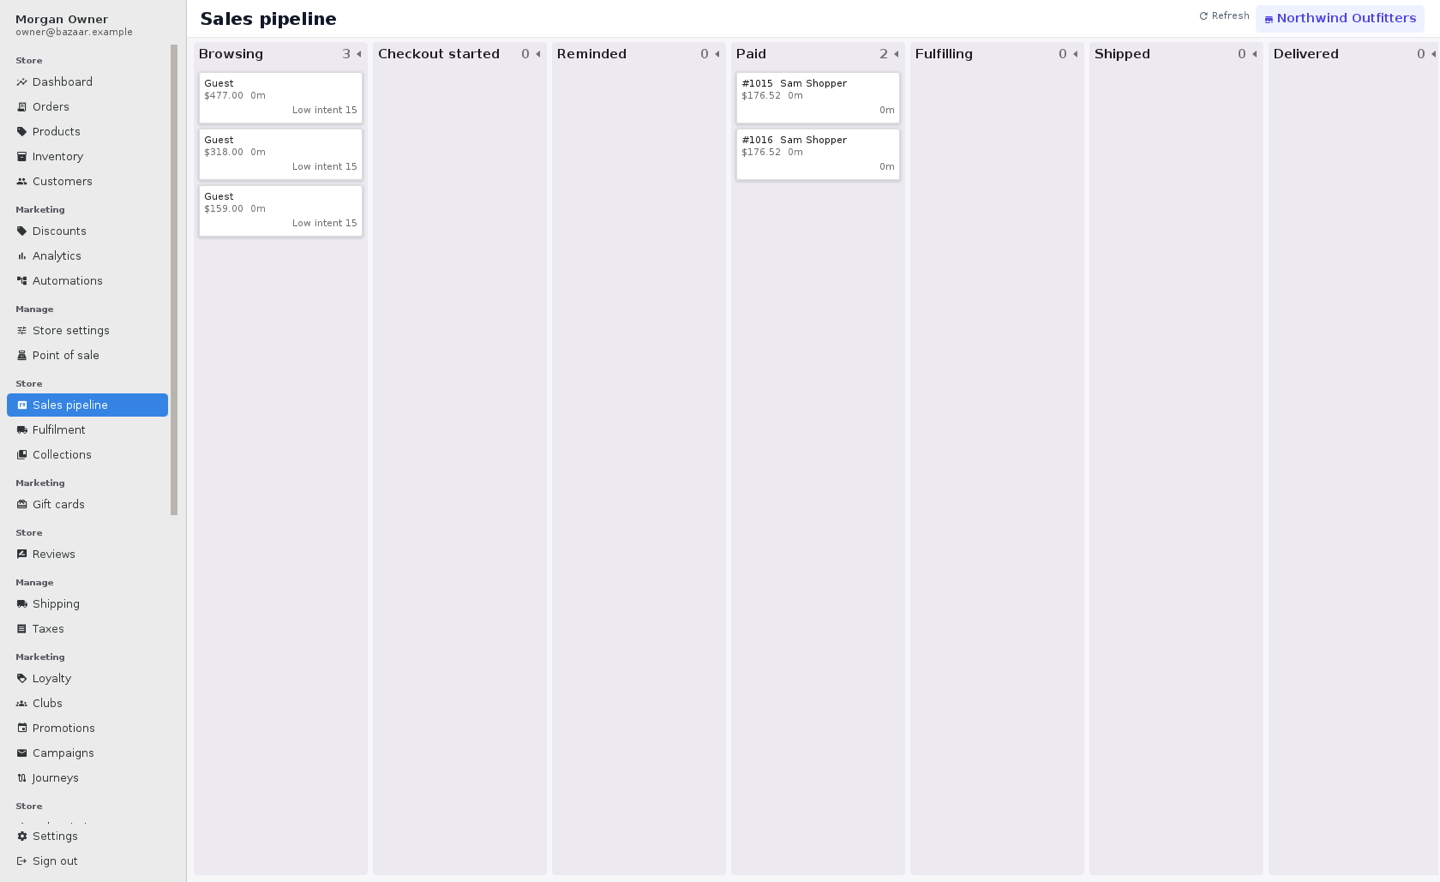 Morgan Owner
owner@bazaar.example
Store
Dashboard
Orders
Products
Inventory
Customers
Marketing
Discounts
Analytics
Automations
Manage
Store settings
Point of sale
Store
Sales pipeline
Fulfilment
Collections
Marketing
Gift cards
Store
Reviews
Manage
Shipping
Taxes
Marketing
Loyalty
Clubs
Promotions
Campaigns
Journeys
Store
Settings
Sign out
Sales pipeline
Refresh
Northwind Outfitters
Browsing 3
Guest
$477.00 0m
Low intent 15
Guest
$318.00 0m
Low intent 15
Guest
$159.00 0m
Low intent 15
Checkout started 0
Reminded 0
Paid 2
#1015 Sam Shopper
$176.52 0m
0m
#1016 Sam Shopper
$176.52 0m
0m
Fulfilling 0
Shipped 0
Delivered 0